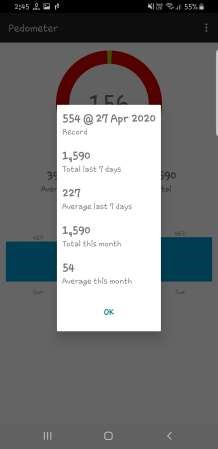 2:45
55%
Pedometer
156
554 @ 27 Apr 2020
Record
1,590
Total last 7 days
227
Average last 7 days
1,590
Total this month
54
Average this month
OK